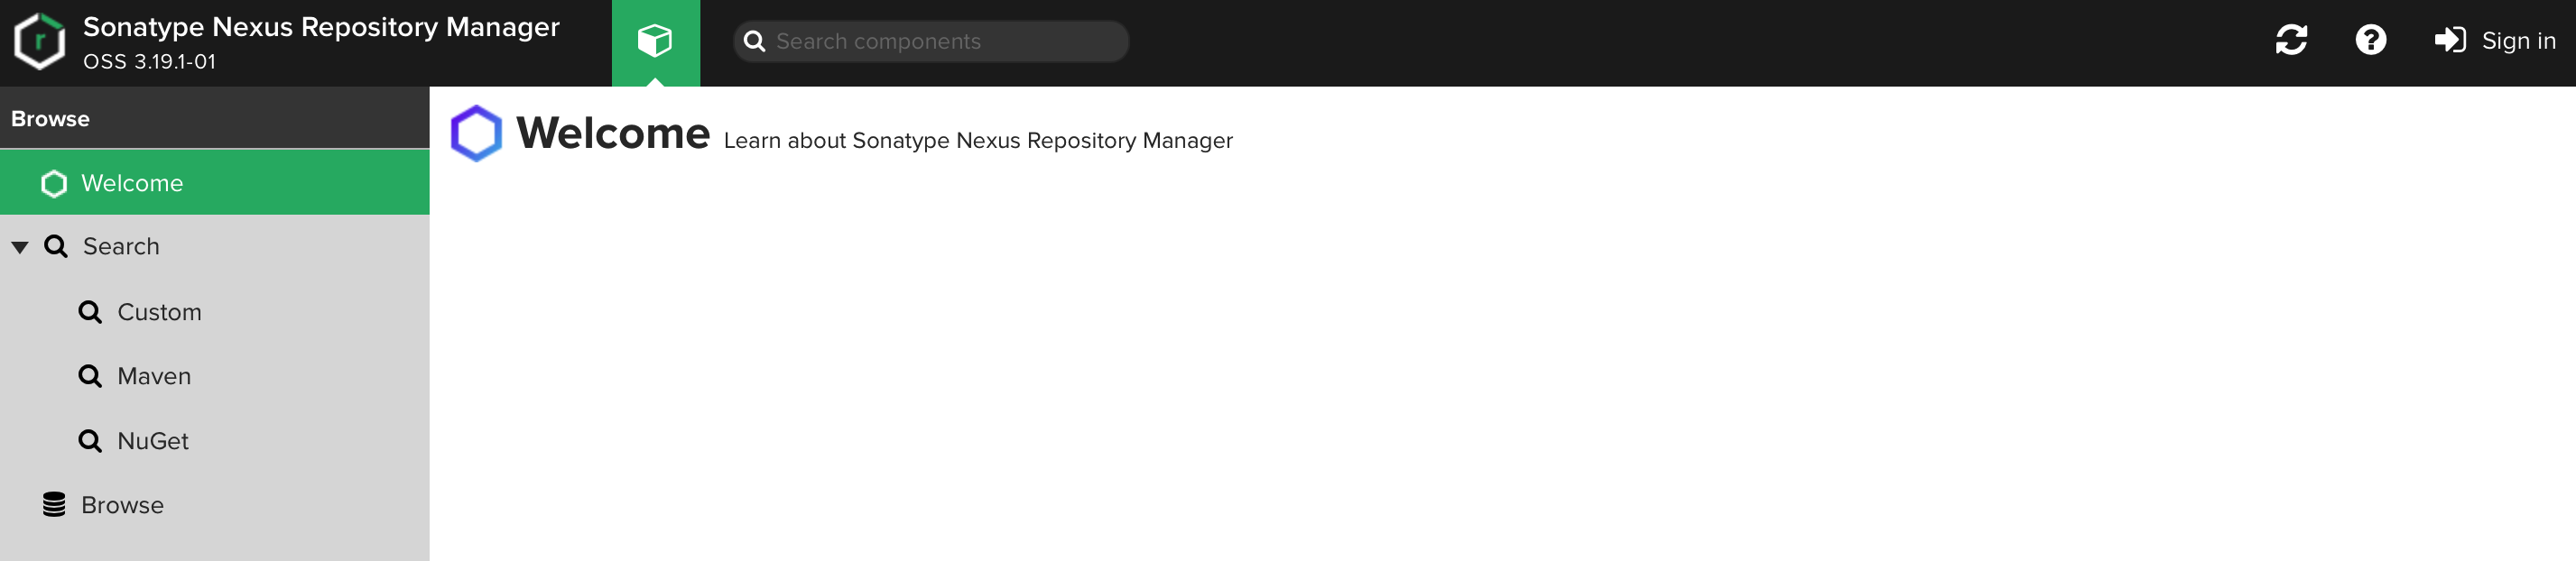 Sonatype Nexus Repository Manager
OSS 3.19.1-01
Search components
Sign in
Browse
Welcome
Search
Custom
Maven
NuGet
Browse
Welcome Learn about Sonatype Nexus Repository Manager